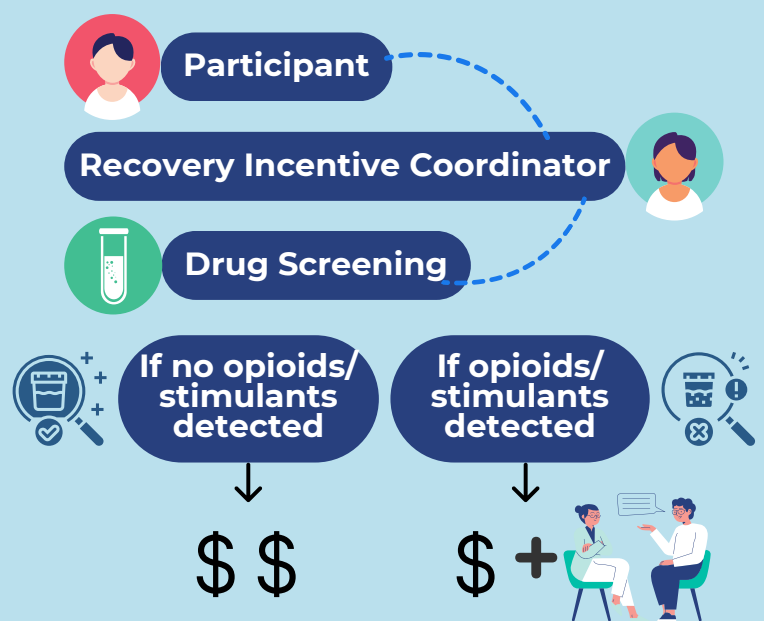 Participant
Recovery Incentive Coordinator
Drug Screening
If no opioids/
stimulants
detected
If opioids/
stimulants
detected
$ $
$ +